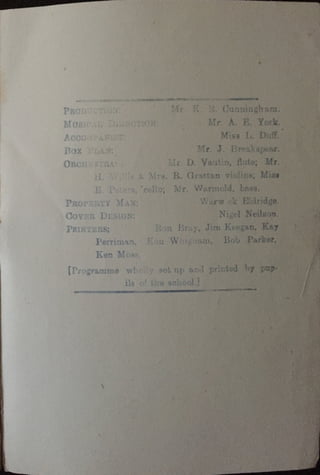 PRODUCTION: Mr. K. R. Cunningham.
MUSICAL DIRECTION: Mr. A. E. York.
ACCOMPANIST: Miss L. Duff.
BOX PLAN: Mr. J. Breakspear.
ORCHESTRA: Mr D. Vautin, flute; Mr.
H. & Mrs. R. Grattan violins; Miss
E. Peters, 'cello; Mr. Warmold, bass.
PROPERTY MAN: Warwick Eldridge.
COVER DESIGN: Nigel Neilson.
PRINTERS; Ron Bray, Jim Keegan, Kay
Perriman, Ken Whigham, Bob Parker,
Ken Moss.
[Programme wholly set up and printed by pup-
ils of the school.]